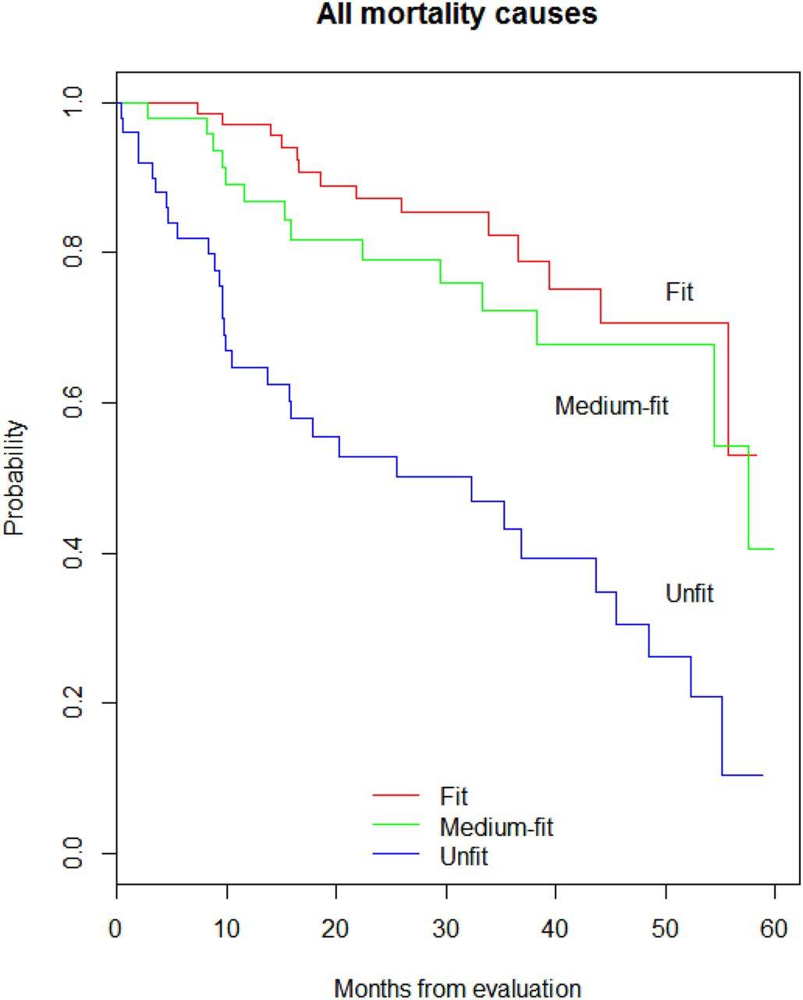 All mortality causes
1.0
0.8
0.6
0.4
0.2
0.0
Probability
Fit
Medium-fit
Unfit
Fit
Medium-fit
Unfit
0 10 20 30 40 50 60
Months from evaluation